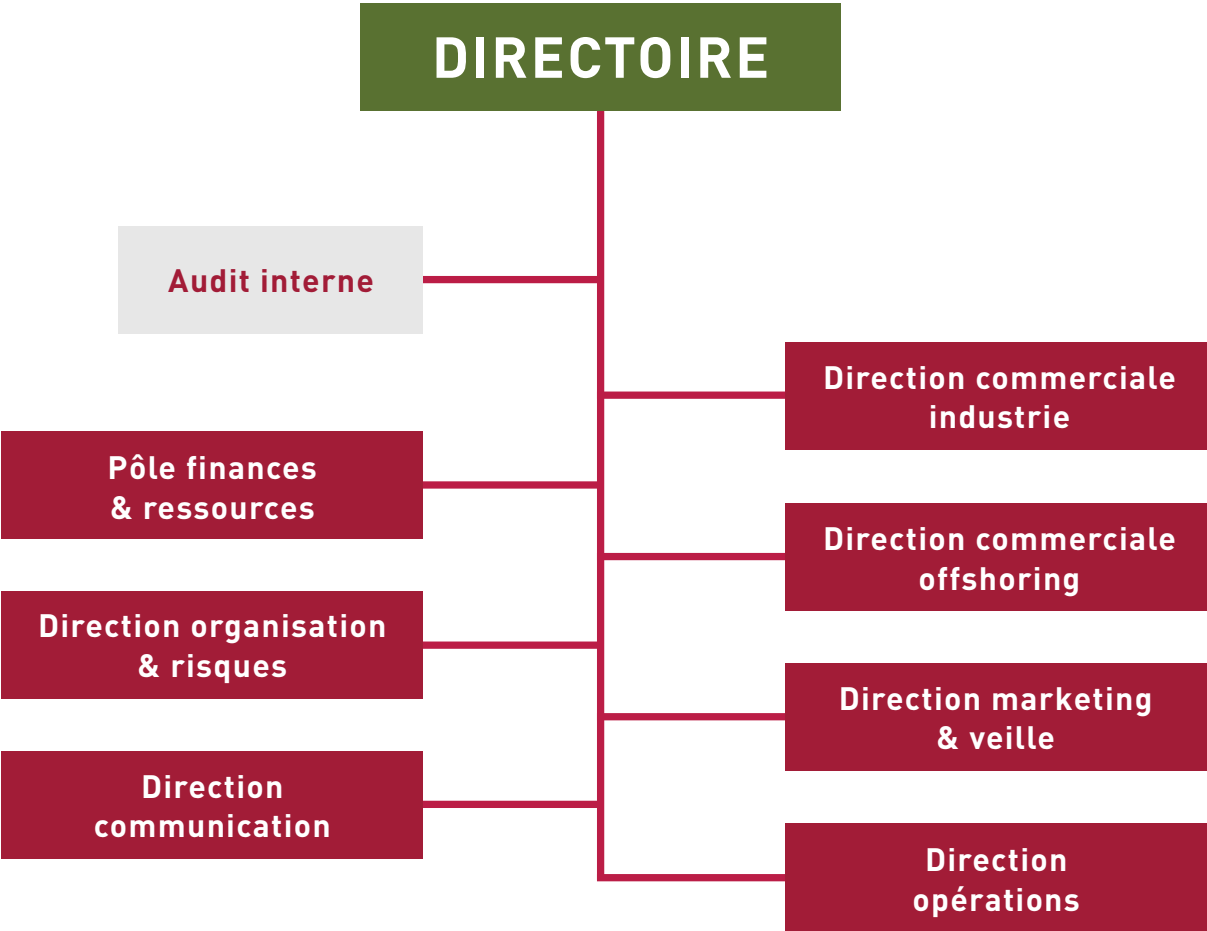 DIRECTOIRE
Audit interne
Direction commerciale
industrie
Pôle finances
& ressources
Direction commerciale
offshoring
Direction organisation
& risques
Direction marketing
& veille
Direction
communication
Direction
opérations